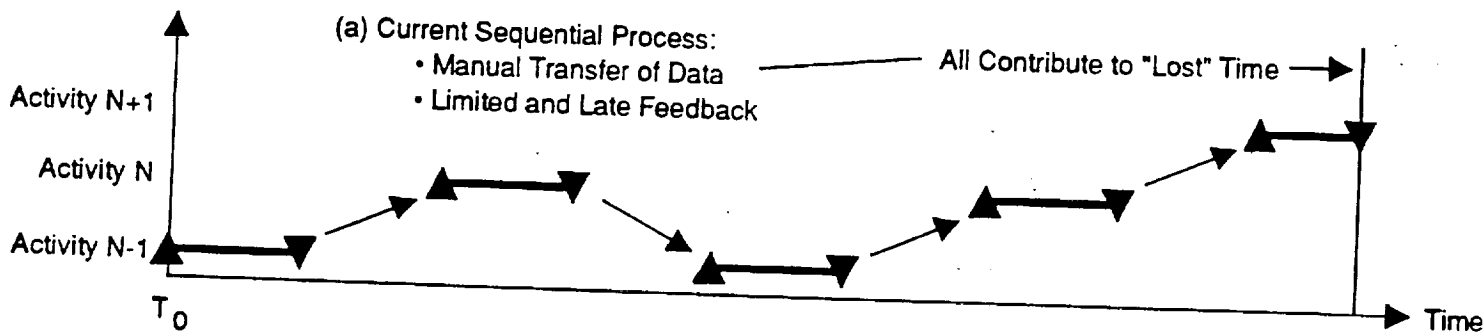 (a) Current Sequential Process:
• Manual Transfer of Data
All Contribute to "Lost" Time
• Limited and Late Feedback
Activity N+1
Activity N
Activity N-1
T0
Time